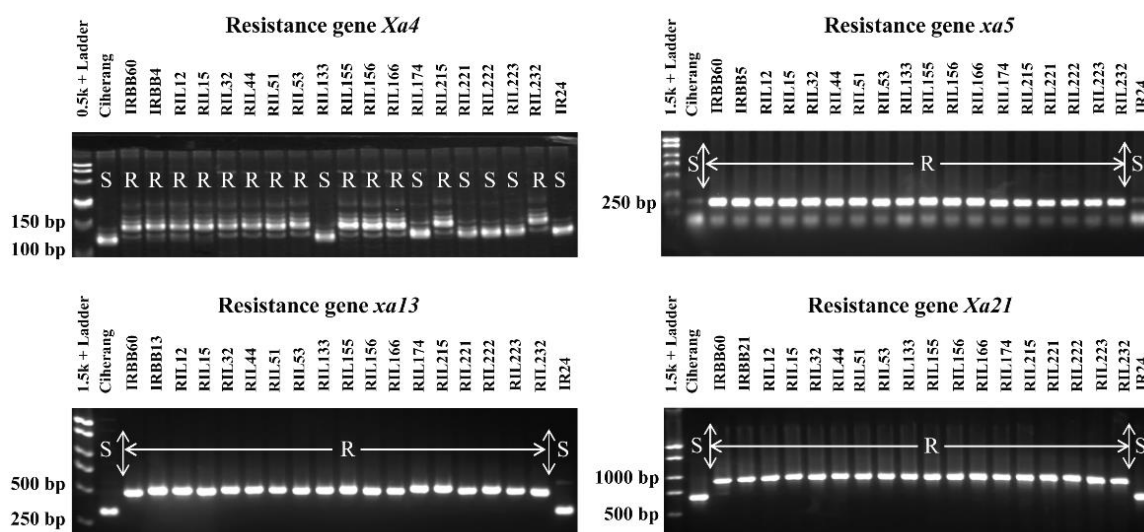 Resistance gene Xa4
0.5k + Ladder
Ciherang
IRBB60
IRBB4
RIL12
RIL15
RIL32
RIL44
RIL51
RIL53
RIL133
RIL155
RIL156
RIL166
RIL174
RIL215
RIL221
RIL222
RIL223
RIL232
IR24
S R R R R R R R R S R R R S R S S S R S
150 bp
100 bp
Resistance gene xa5
1.5k + Ladder
Ciherang
IRBB60
IRBB5
RIL12
RIL15
RIL32
RIL44
RIL51
RIL53
RIL133
RIL155
RIL156
RIL166
RIL174
RIL215
RIL221
RIL222
RIL223
RIL232
IR24
S R S
250 bp
Resistance gene xa13
1.5k + Ladder
Ciherang
IRBB60
IRBB13
RIL12
RIL15
RIL32
RIL44
RIL51
RIL53
RIL133
RIL155
RIL156
RIL166
RIL174
RIL215
RIL221
RIL222
RIL223
RIL232
IR24
S R S
500 bp
250 bp
Resistance gene Xa21
1.5k + Ladder
Ciherang
IRBB60
IRBB21
RIL12
RIL15
RIL32
RIL44
RIL51
RIL53
RIL133
RIL155
RIL156
RIL166
RIL174
RIL215
RIL221
RIL222
RIL223
RIL232
IR24
S R S
1000 bp
500 bp